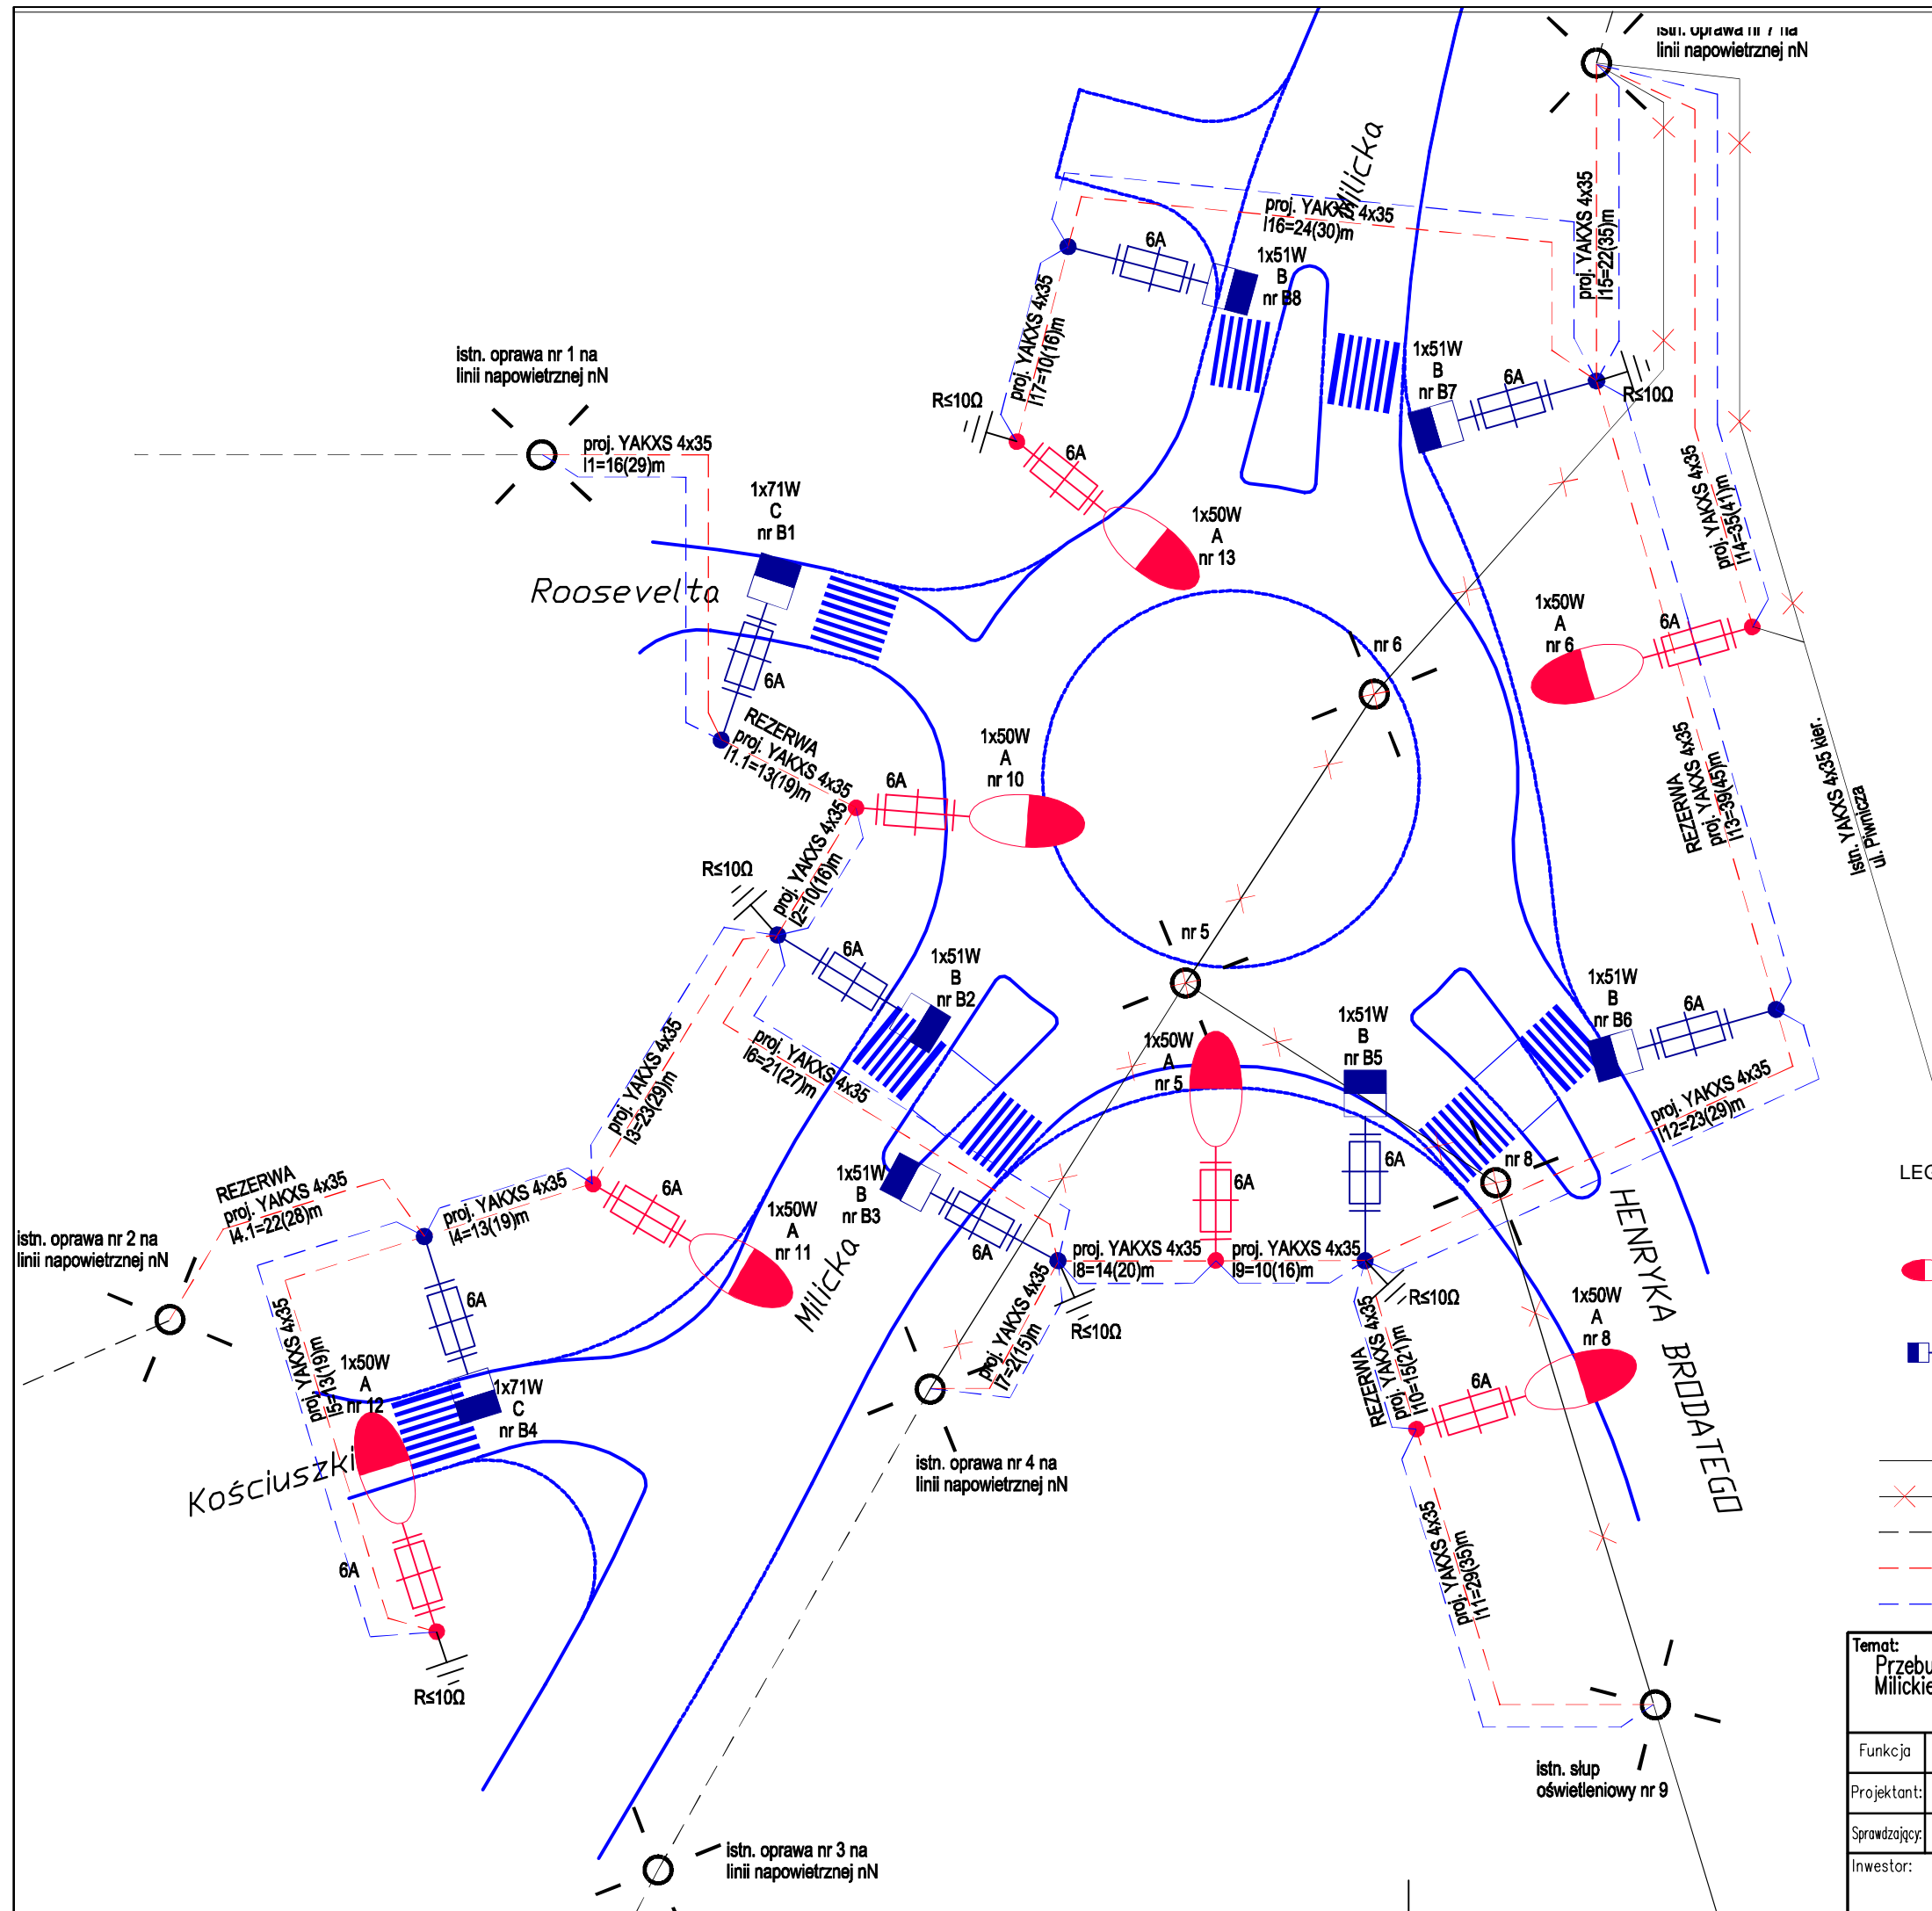 istn. oprawa nr 7 na
linii napowietrznej nN
Milicka
proj. YAKXS 4x35
l16=24(30)m
proj. YAKXS 4x35
l15=22(35)m
6A
1x51W
B
nr B8
proj. YAKXS 4x35
l17=10(16)m
istn. oprawa nr 1 na
linii napowietrznej nN
1x51W
B
nr B7
6A
R≤10Ω
R≤10Ω
proj. YAKXS 4x35
l1=16(29)m
6A
proj. YAKXS 4x35
l14=35(41)m
1x71W
C
nr B1
1x50W
A
nr 13
Roosevelta
1x50W
A
nr 6
6A
nr 6
6A
REZERWA
proj. YAKXS 4x35
l1.1=13(19)m
1x50W
A
nr 10
6A
REZERWA
proj. YAKXS 4x35
l13=39(45)m
Istn. YAKXS 4x35 kier.
ul. Piwnicza
proj. YAKXS 4x35
l2=10(16)m
R≤10Ω
nr 5
6A
1x51W
B
nr B2
1x51W
B
nr B6
6A
1x51W
B
nr B5
1x50W
A
nr 5
proj. YAKXS 4x35
l6=21(27)m
proj. YAKXS 4x35
l3=23(29)m
proj. YAKXS 4x35
l12=23(29)m
nr 8
6A
6A
LEG
REZERWA
proj. YAKXS 4x35
l4.1=22(28)m
proj. YAKXS 4x35
l4=13(19)m
6A
1x51W
B
nr B3
1x50W
A
nr 11
6A
Milicka
istn. oprawa nr 2 na
linii napowietrznej nN
proj. YAKXS 4x35
l8=14(20)m
proj. YAKXS 4x35
l9=10(16)m
HENRYKA BRODATEGO
R≤10Ω
R≤10Ω
proj. YAKXS 4x35
l7=2(15)m
6A
proj. YAKXS 4x35
l5=13(19)m
1x50W
A
nr 12
1x71W
C
nr B4
REZERWA
proj. YAKXS 4x35
l10=15(21)m
1x50W
A
nr 8
6A
istn. oprawa nr 4 na
linii napowietrznej nN
Kościuszki
6A
proj. YAKXS 4x35
l11=29(35)m
R≤10Ω
Temat:
Przebu
Milickie
Funkcja
Projektant:
Sprawdzający:
Inwestor:
istn. słup
oświetleniowy nr 9
istn. oprawa nr 3 na
linii napowietrznej nN